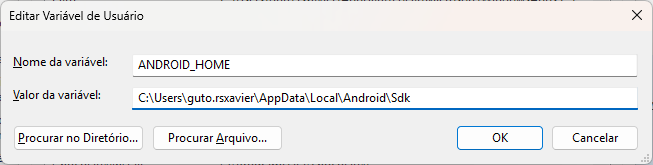 Editar Variável de Usuário
Nome da variável: ANDROID_HOME
Valor da variável: C:\Users\guto.rsxavier\AppData\Local\Android\Sdk
Procurar no Diretório... Procurar Arquivo... OK Cancelar